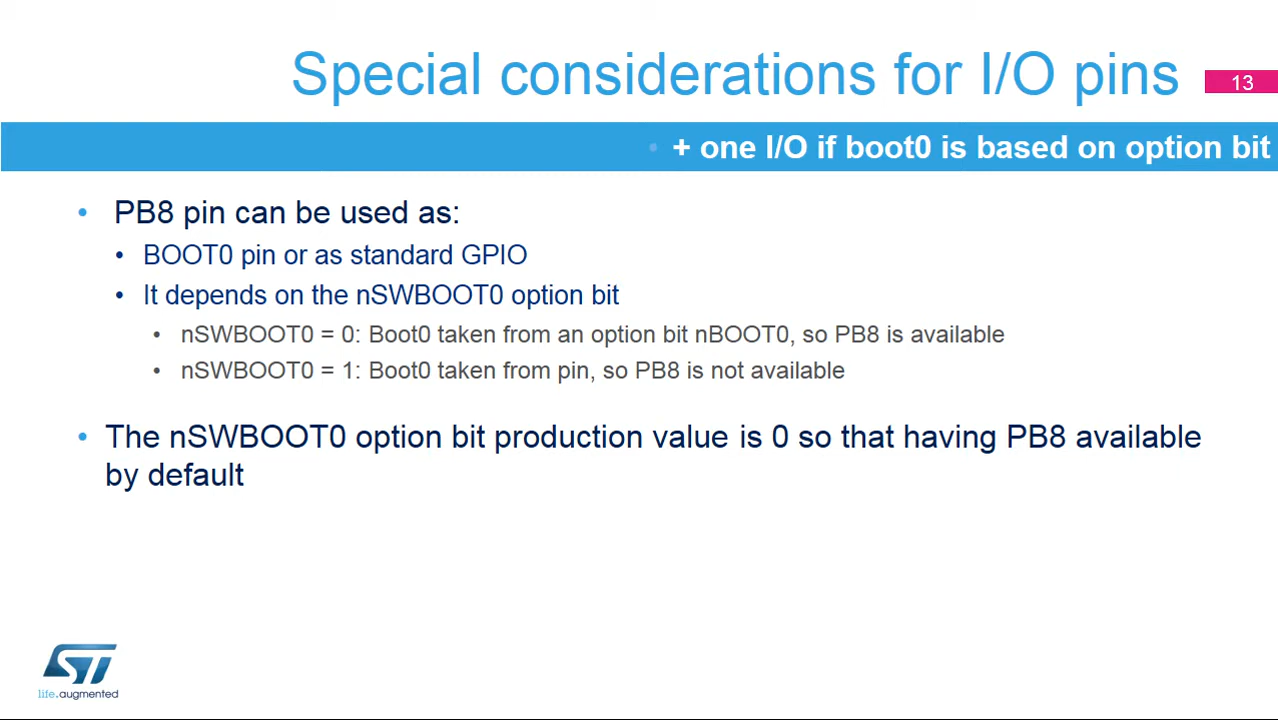 Special considerations for I/O pins
13
• + one I/O if boot0 is based on option bit
• PB8 pin can be used as:
• BOOT0 pin or as standard GPIO
• It depends on the nSWBOOT0 option bit
• nSWBOOT0 = 0: Boot0 taken from an option bit nBOOT0, so PB8 is available
• nSWBOOT0 = 1: Boot0 taken from pin, so PB8 is not available
• The nSWBOOT0 option bit production value is 0 so that having PB8 available
by default
ST
life.augmented